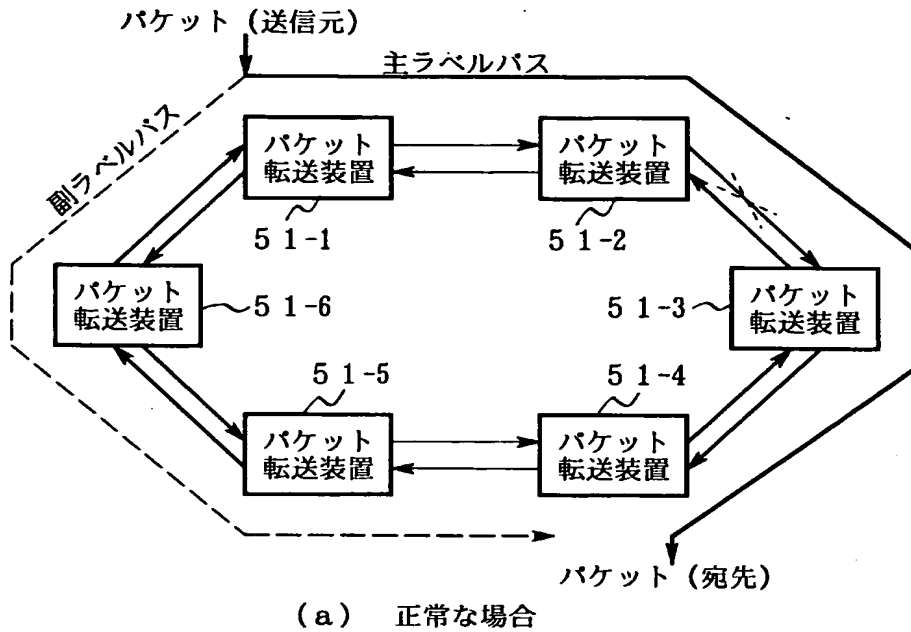 パケット (送信元)
主ラベルパス
副ラベルパス
パケット
転送装置
パケット
転送装置
51-1
51-2
パケット
転送装置
51-6
51-3
パケット
転送装置
51-5
51-4
パケット
転送装置
パケット
転送装置
パケット (宛先)
(a) 正常な場合